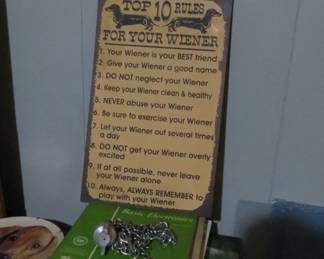 TOP 10 RULES
FOR YOUR WIENER
1. Your Wiener is your BEST friend
2. Give your Wiener a good name
3. DO NOT neglect your Wiener
4. Keep your Wiener clean & healthy
5. NEVER abuse your Wiener
6. Be sure to exercise your Wiener
7. Let your Wiener out several times
a day
8. DO NOT get your Wiener overly
excited
9. If at all possible, never leave
your Wiener alone
10. Always, ALWAYS REMEMBER to
play with your Wiener
Basic Electronics